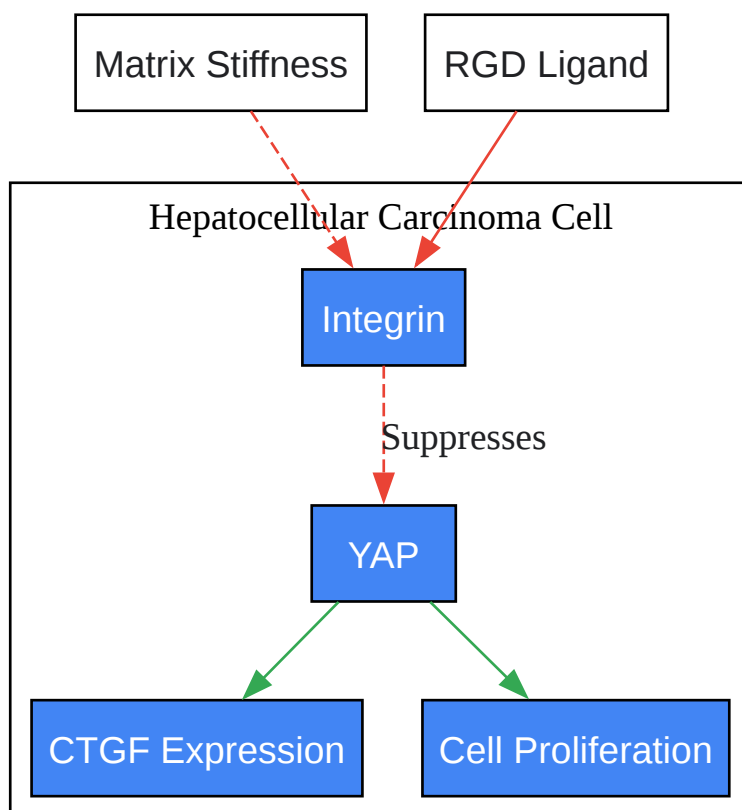 Matrix Stiffness
RGD Ligand
Hepatocellular Carcinoma Cell
Integrin
Suppresses
YAP
CTGF Expression
Cell Proliferation